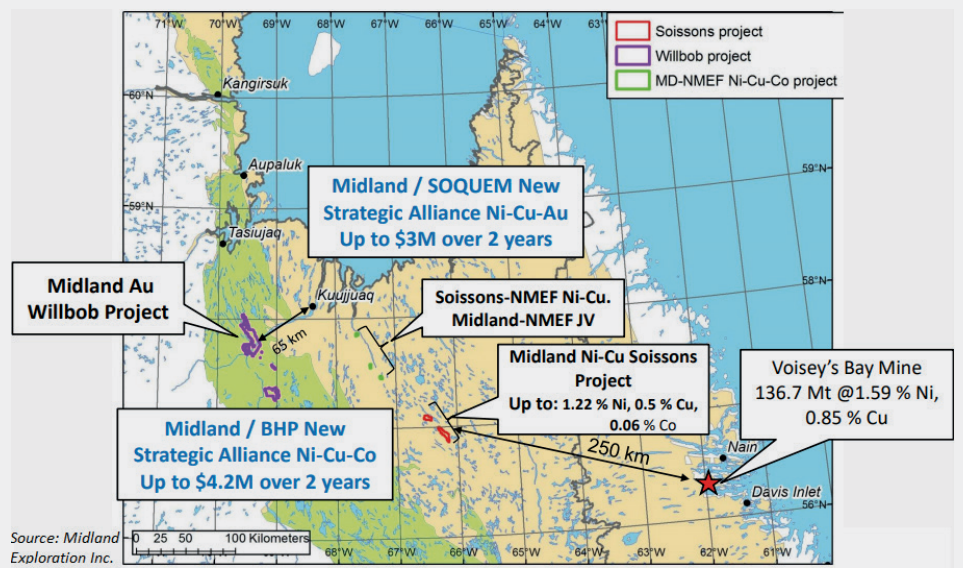 71°W
70°W
69°W
68°W
67°W
66°W
65°W
64°W
63°W
Soissons project
Willbob project
MD-NMEF Ni-Cu-Co project
Kangirsuk
60°N
Aupaluk
59°N
59°N
Midland / SOQUEM New
Strategic Alliance Ni-Cu-Au
Up to $3M over 2 years
Tasiujaq
58°N
Midland Au
Willbob Project
Kuujjuaq
65 km
Soissons-NMEF Ni-Cu.
Midland-NMEF JV
57°N
Midland Ni-Cu Soissons
Project
Up to: 1.22 % Ni, 0.5 % Cu,
0.06 % Co
Voisey's Bay Mine
136.7 Mt @1.59 % Ni,
0.85 % Cu
Midland / BHP New
Strategic Alliance Ni-Cu-Co
Up to $4.2M over 2 years
250 km
Nain
Davis Inlet
56°N
Source: Midland
Exploration Inc.
0 25 50 100 Kilometers
68°W
67°W
66°W
65°W
64°W
63°W
62°W
61°W